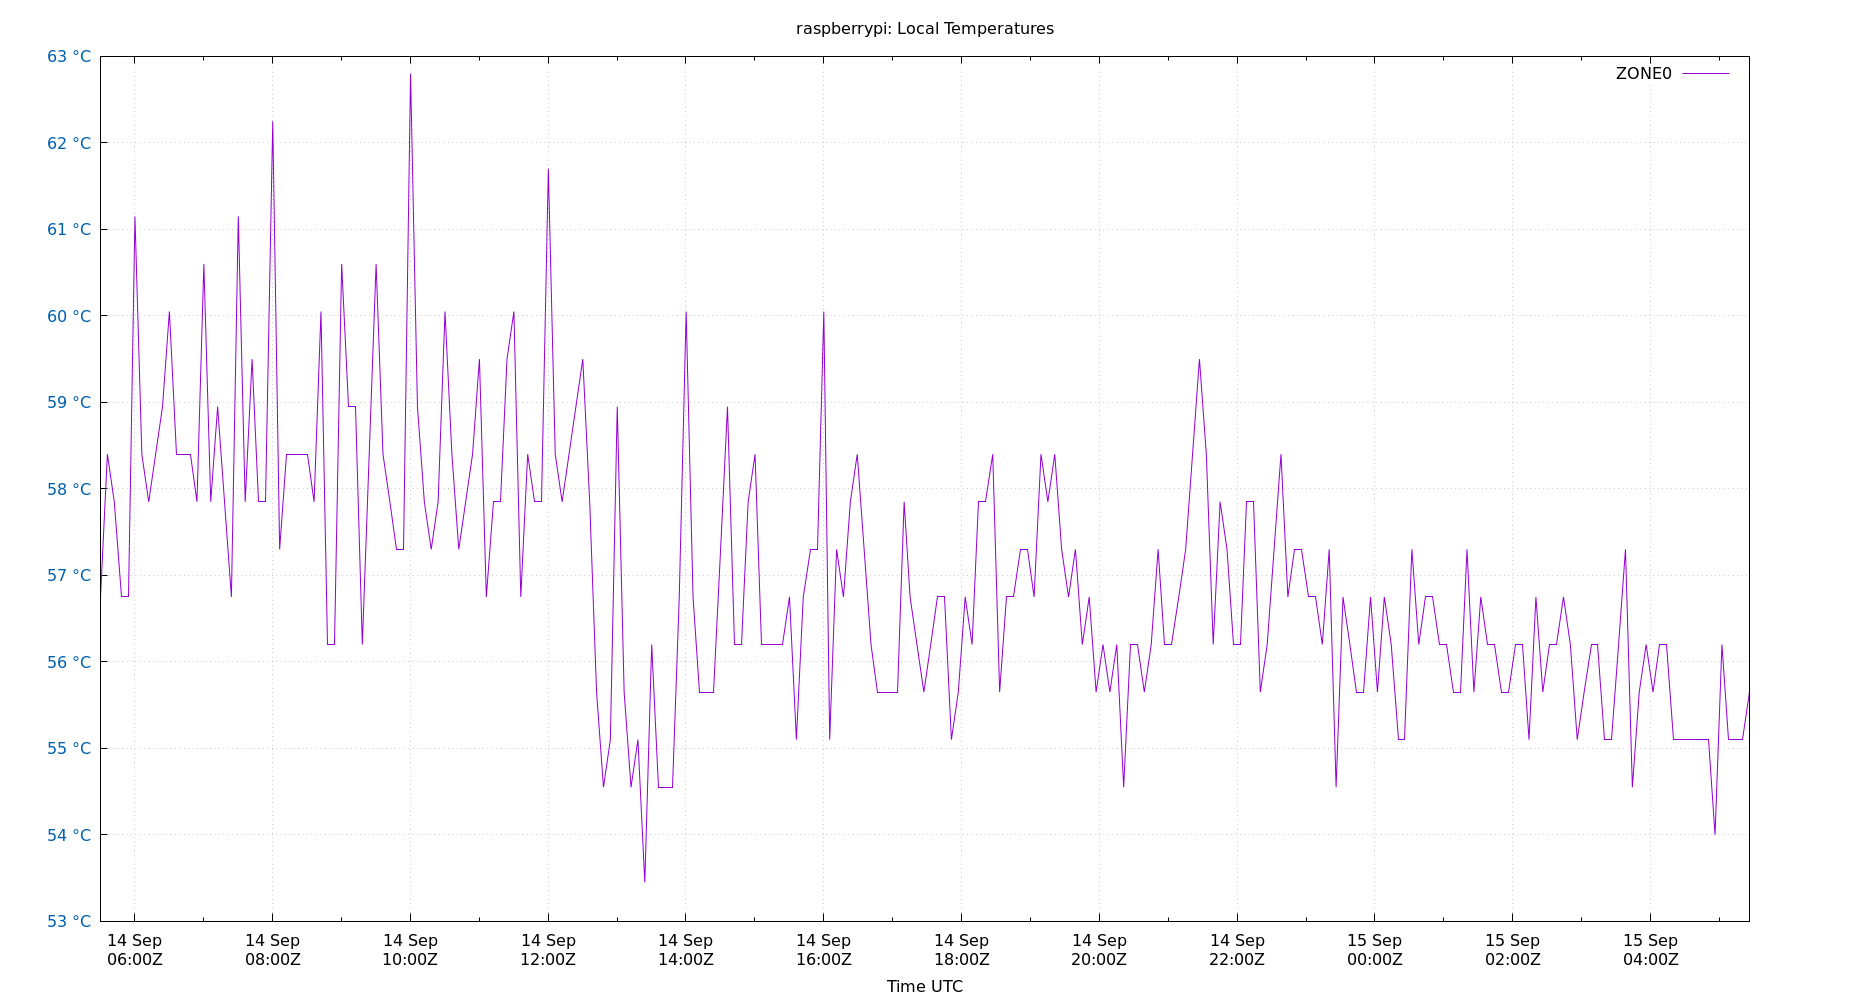 raspberrypi: Local Temperatures
63 °C
ZONE0
62 °C
61 °C
60 °C
59 °C
58 °C
57 °C
56 °C
55 °C
54 °C
53 °C
14 Sep 14 Sep 14 Sep 14 Sep 14 Sep 14 Sep 14 Sep 14 Sep 14 Sep 15 Sep 15 Sep 15 Sep
06:00Z 08:00Z 10:00Z 12:00Z 14:00Z 16:00Z 18:00Z 20:00Z 22:00Z 00:00Z 02:00Z 04:00Z
Time UTC